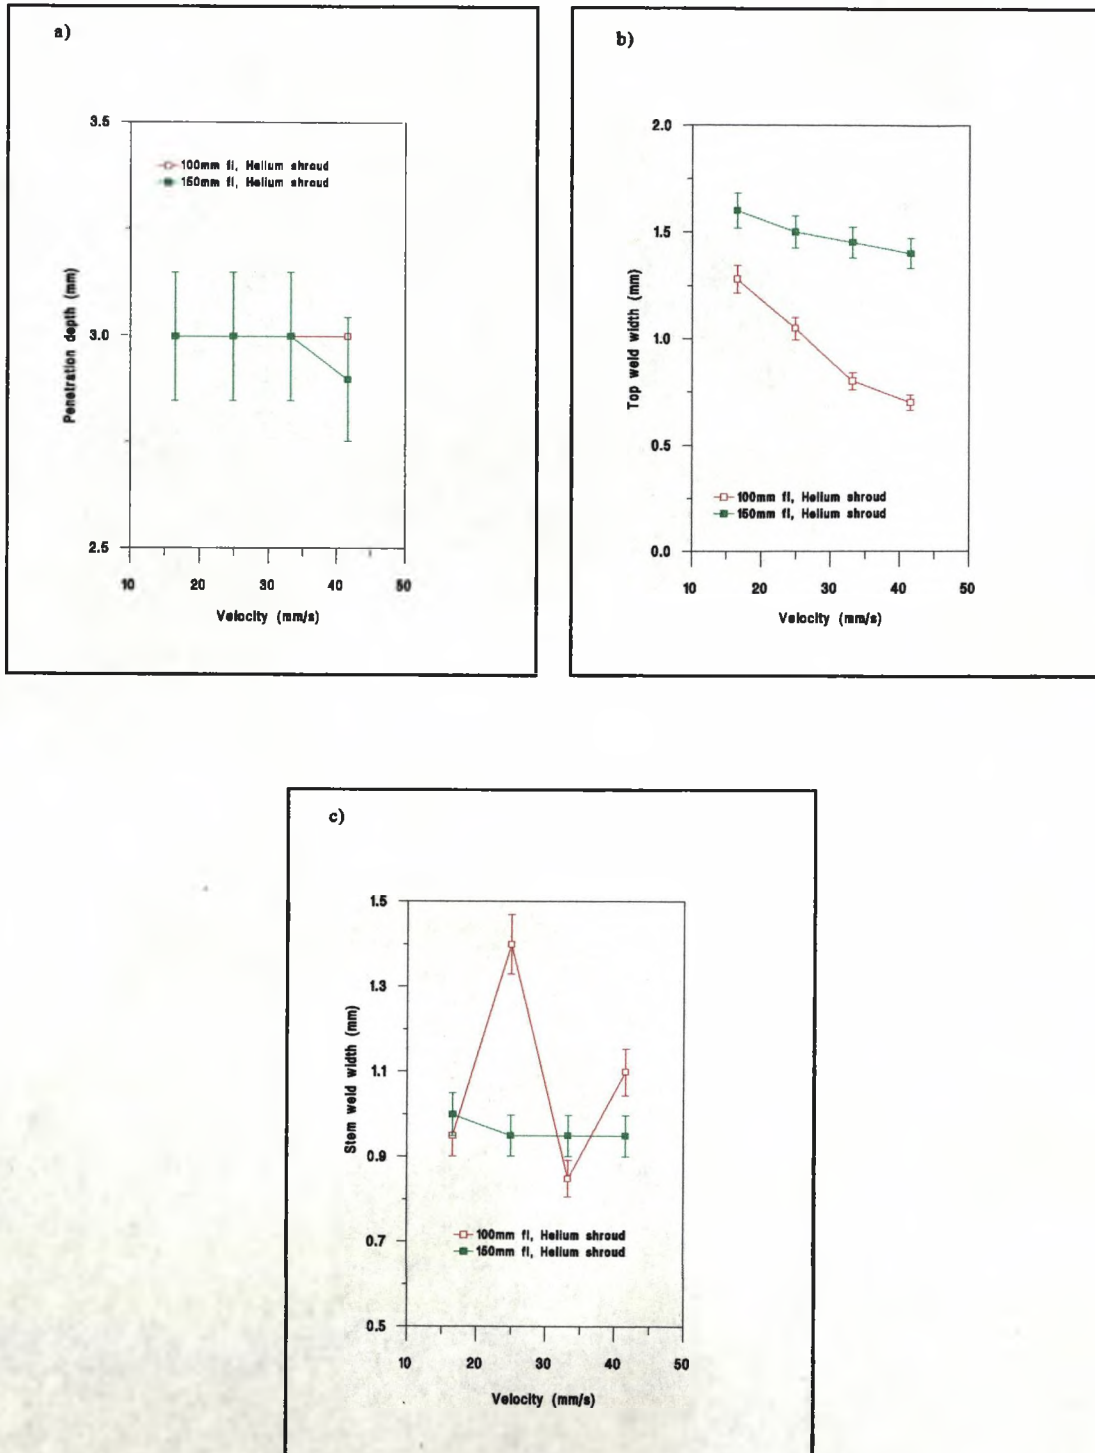 a)
3.5
100mm fl, Helium shroud
150mm fl, Helium shroud
Penetration depth (mm)
3.0
2.5
10 20 30 40 50
Velocity (mm/s)
b)
2.0
1.5
Top weld width (mm)
1.0
0.5
100mm fl, Helium shroud
150mm fl, Helium shroud
0.0
10 20 30 40 50
Velocity (mm/s)
c)
1.5
1.3
Stem weld width (mm)
1.1
0.9
100mm fl, Helium shroud
0.7
150mm fl, Helium shroud
0.5
10 20 30 40 50
Velocity (mm/s)